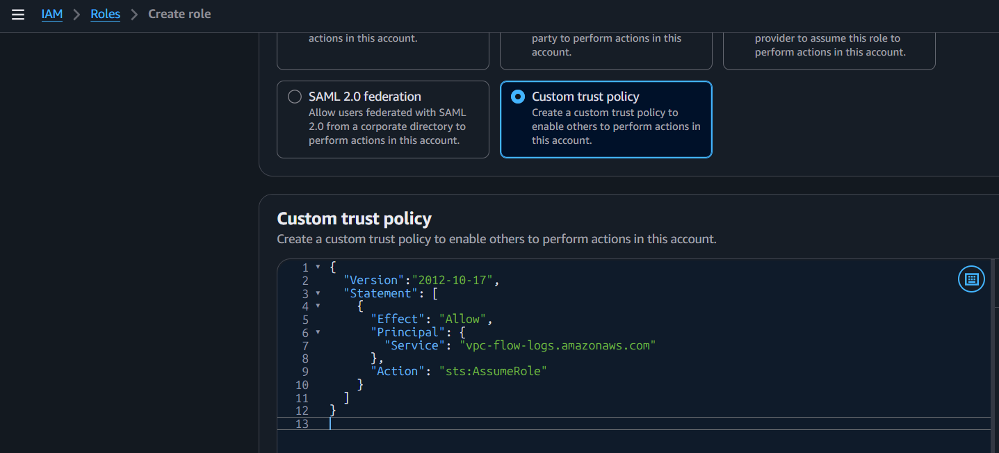 IAM > Roles > Create role
actions in this account.
party to perform actions in this
account.
provider to assume this role to
perform actions in this account.
SAML 2.0 federation
Allow users federated with SAML
2.0 from a corporate directory to
perform actions in this account.
Custom trust policy
Create a custom trust policy to
enable others to perform actions in
this account.
Custom trust policy
Create a custom trust policy to enable others to perform actions in this account.
1 {
2   "Version":"2012-10-17",
3   "Statement": [
4     {
5       "Effect": "Allow",
6       "Principal": {
7         "Service": "vpc-flow-logs.amazonaws.com"
8       },
9       "Action": "sts:AssumeRole"
10     }
11   ]
12 }
13